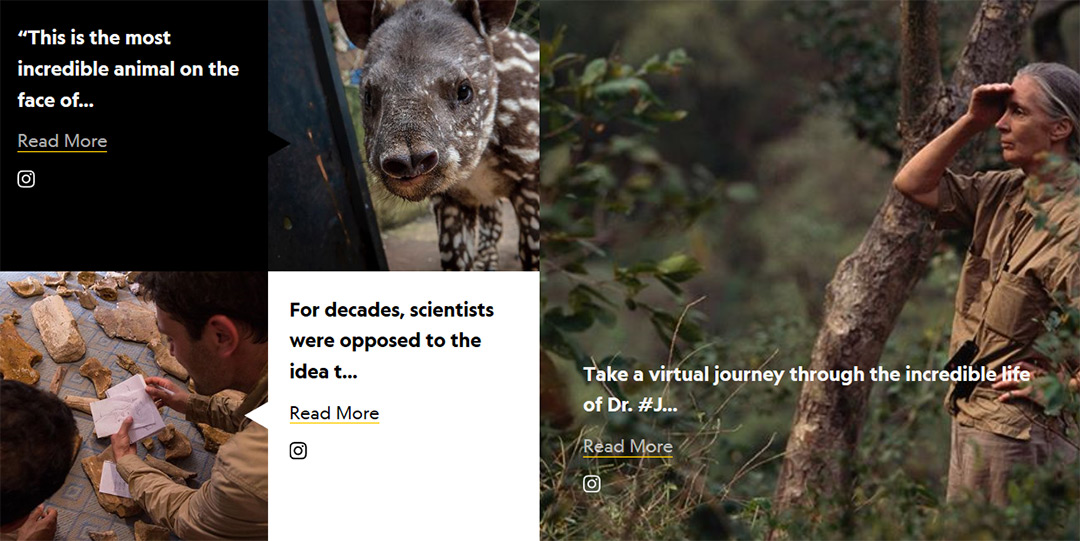 “This is the most
incredible animal on the
face of...
Read More
For decades, scientists
were opposed to the
idea t...
Read More
Take a virtual journey through the incredible life
of Dr. #J...
Read More